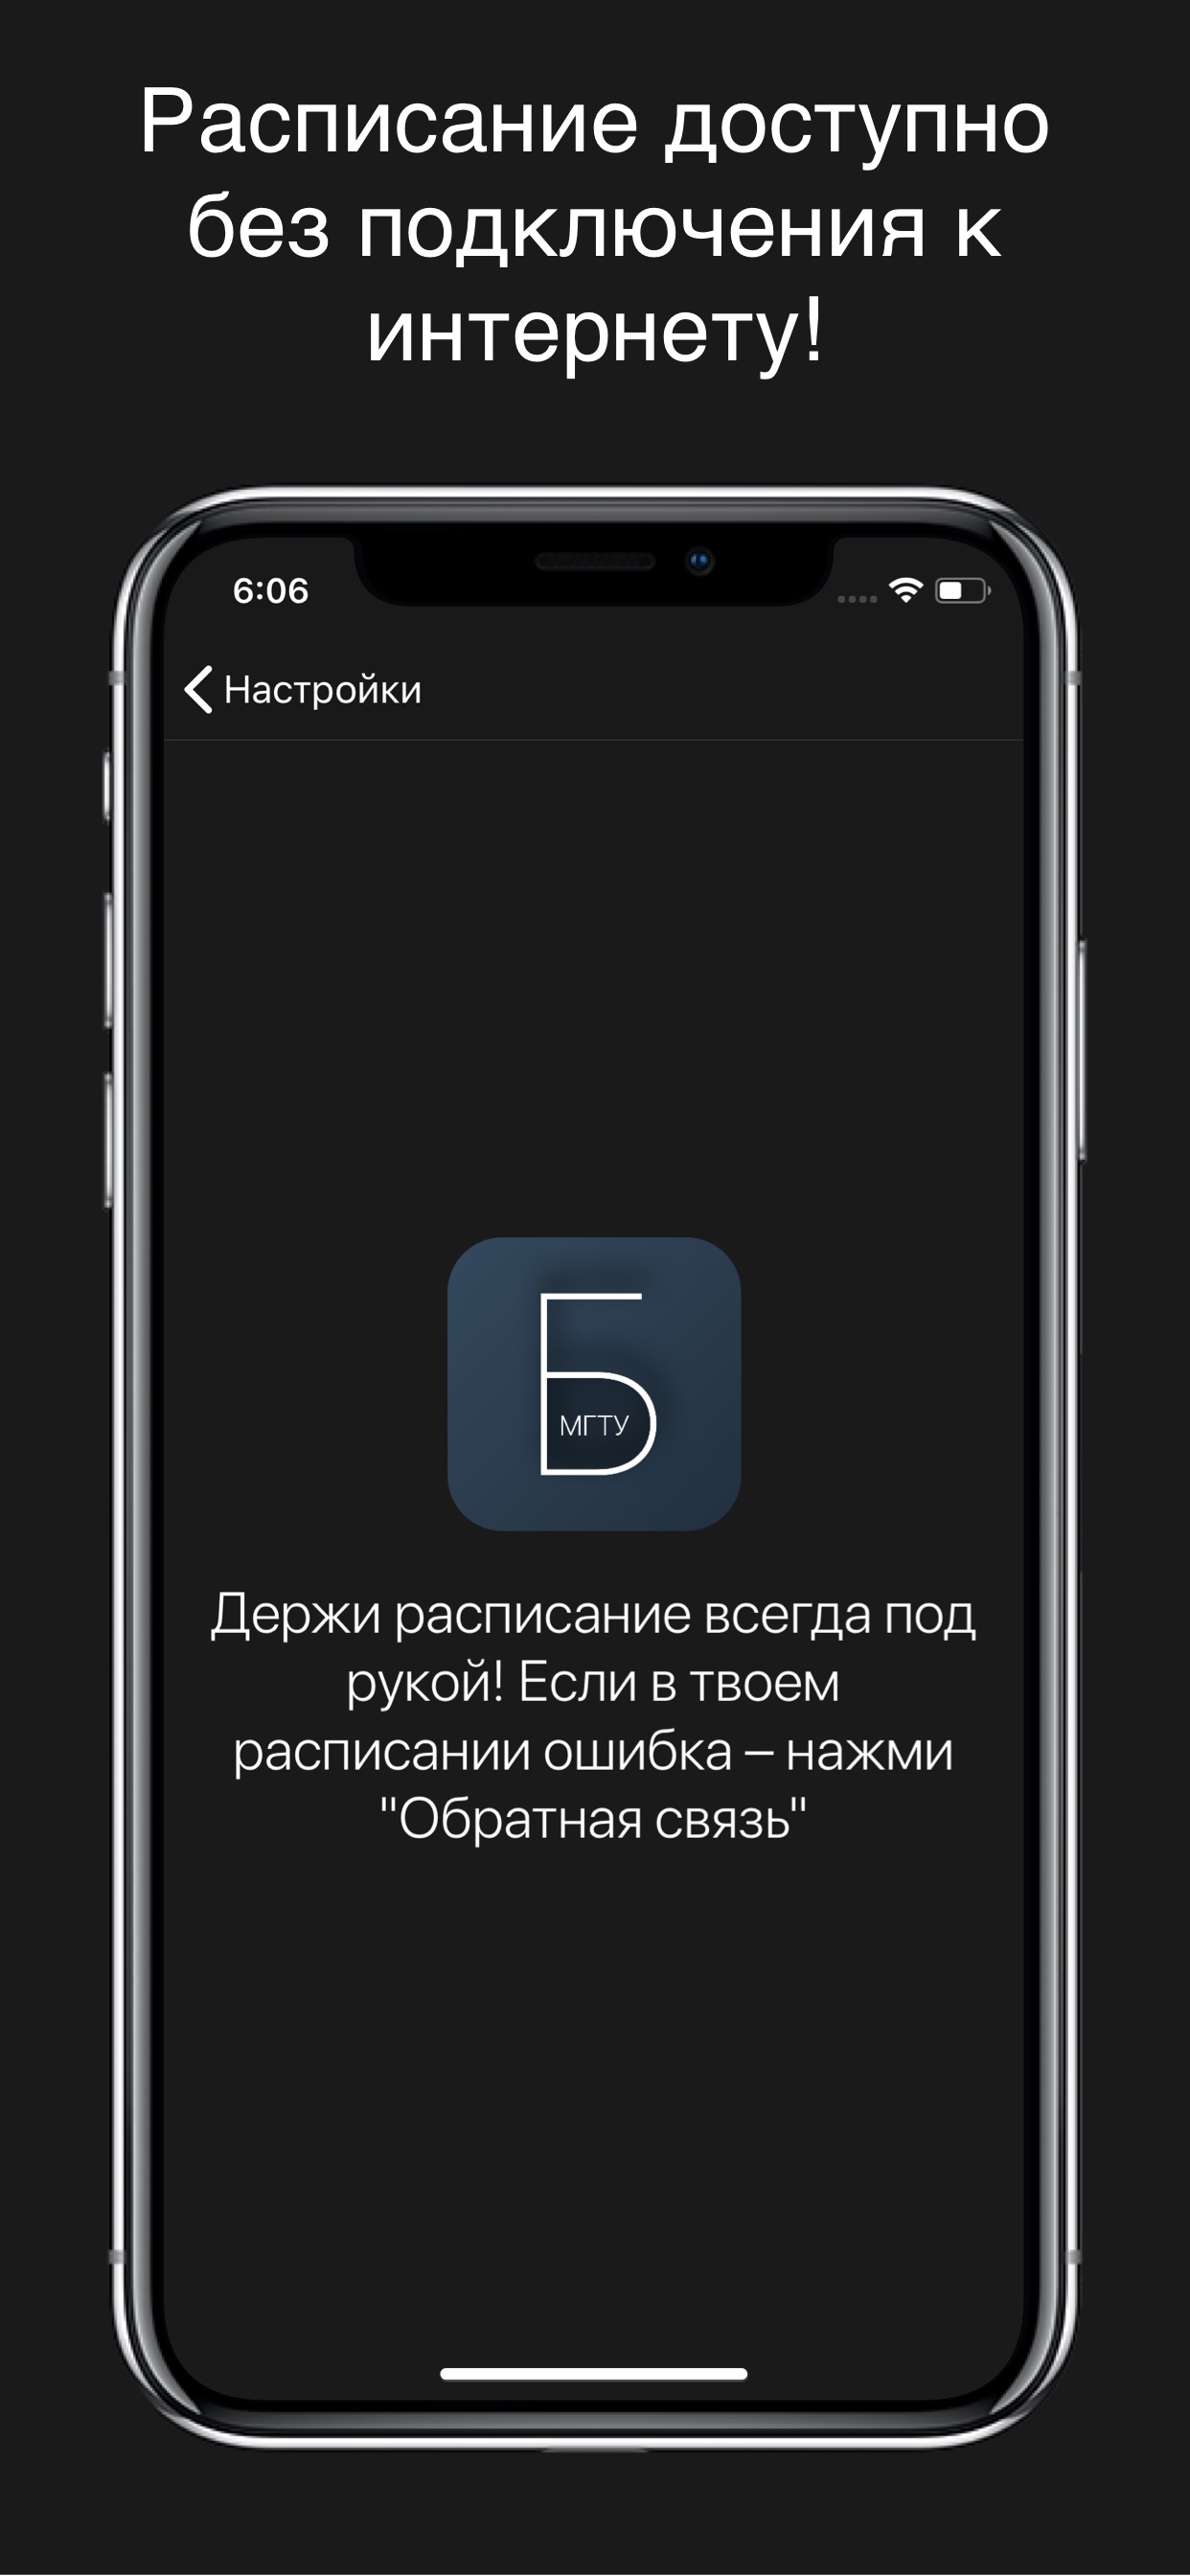 Расписание доступно
без подключения к
интернету!
6:06
Настройки
Б
МГТУ
Держи расписание всегда под
рукой! Если в твоем
расписании ошибка – нажми
"Обратная связь"